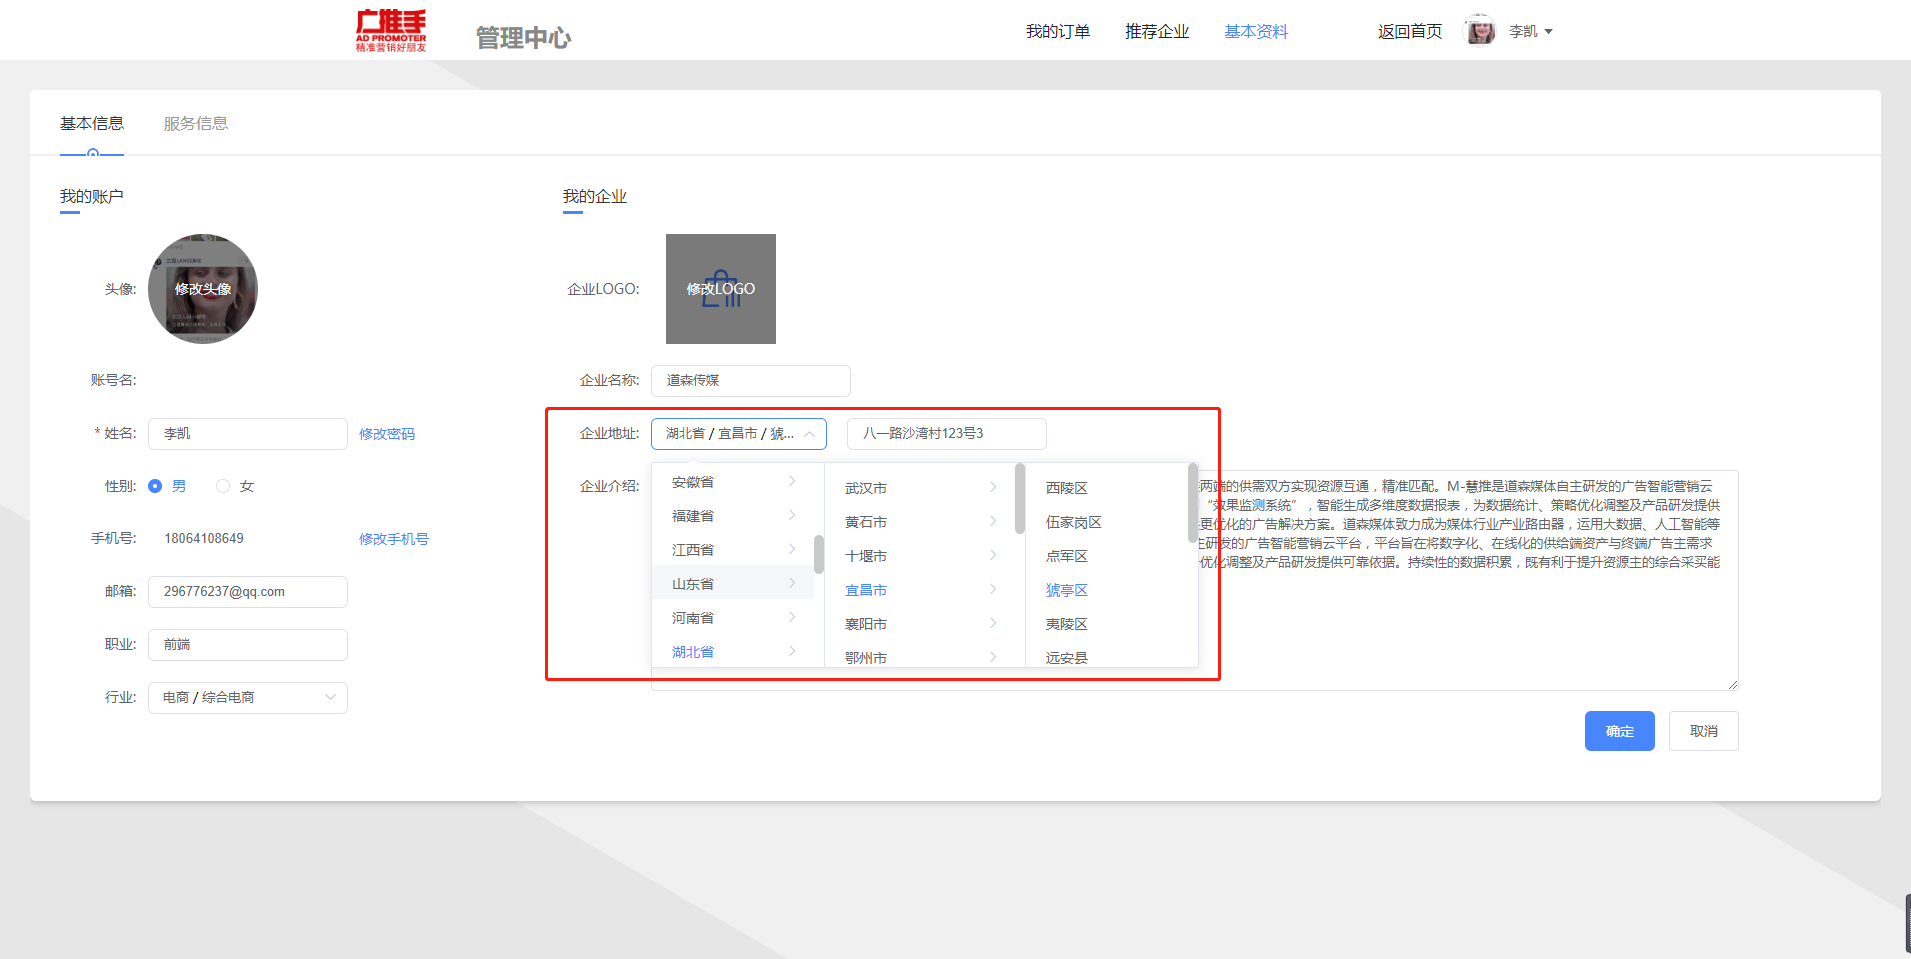 广推手
AD PROMOTER
精准营销好朋友
管理中心
我的订单
推荐企业
基本资料
返回首页
李凯
基本信息
服务信息
我的账户
头像:
修改头像
账号名:
* 姓名:
李凯
修改密码
性别:
男
女
手机号:
18064108649
修改手机号
邮箱:
296776237@qq.com
职业:
前端
行业:
电商 / 综合电商
我的企业
企业LOGO:
修改LOGO
企业名称:
道森传媒
企业地址:
湖北省 / 宜昌市 / 猇...
八一路沙湾村123号3
企业介绍:
安徽省
福建省
江西省
山东省
河南省
湖北省
武汉市
黄石市
十堰市
宜昌市
襄阳市
鄂州市
西陵区
伍家岗区
点军区
猇亭区
夷陵区
远安县
两端的供需双方实现资源互通，精准匹配。M-慧推是道森媒体自主研发的广告智能营销云
“效果监测系统”，智能生成多维度数据报表，为数据统计、策略优化调整及产品研发提供
更优化的广告解决方案。道森媒体致力成为媒体行业产业路由器，运用大数据、人工智能等
主研发的广告智能营销云平台，平台旨在将数字化、在线化的供给端资产与终端广告主需求
优化调整及产品研发提供可靠依据。持续性的数据积累，既有利于提升资源主的综合采买能
确定
取消